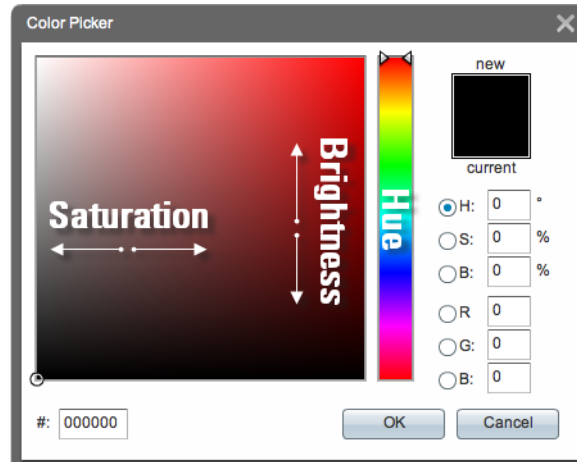 Color Picker
new
current
Saturation
Brightness
Hue
H: 0 °
S: 0 %
B: 0 %
R 0
G: 0
B: 0
#: 000000
OK
Cancel